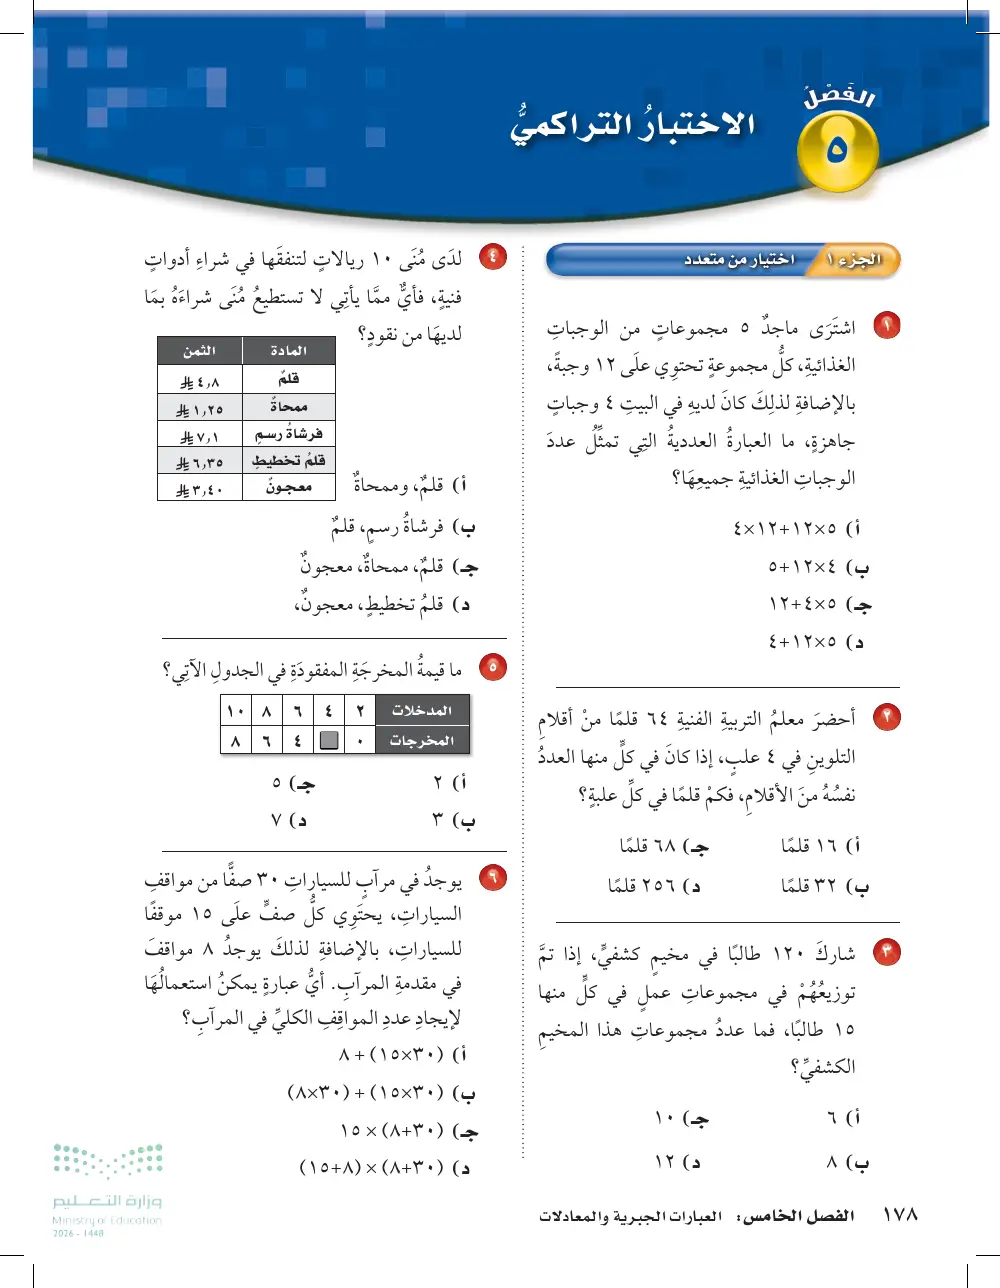 الفَصْلُ
٥
الاختبارُ التراكميُّ
الجزء ١ اختيار من متعدد
١ اشتَرَى ماجدٌ ٥ مجموعاتٍ من الوجباتِ
الغذائيةِ، كلُّ مجموعةٍ تحتوِي علَى ١٢ وجبةً،
بالإضافةِ لذلِكَ كانَ لديهِ في البيتِ ٤ وجباتٍ
جاهزةٍ، ما العبارةُ العدديةُ التِي تمثِّلُ عددَ
الوجباتِ الغذائيةِ جميعِهَا؟
أ) ٥×١٢+١٢×٤
ب) ٤×١٢+٥
جـ) ٥×٤+١٢
د) ٥×١٢+٤
٢ أحضرَ معلمُ التربيةِ الفنيةِ ٦٤ قلمًا منْ أقلامِ
التلوينِ في ٤ علبٍ، إذا كانَ في كلٍّ منها العددُ
نفسُهُ منَ الأقلامِ، فكمْ قلمًا في كلِّ علبةٍ؟
أ) ١٦ قلمًا جـ) ٦٨ قلمًا
ب) ٣٢ قلمًا د) ٢٥٦ قلمًا
٣ شاركَ ١٢٠ طالبًا في مخيمٍ كشفيٍّ، إذا تمَّ
توزيعُهُمْ في مجموعاتِ عملٍ في كلٍّ منها
١٥ طالبًا، فما عددُ مجموعاتِ هذا المخيمِ
الكشفيِّ؟
أ) ٦ جـ) ١٠
ب) ٨ د) ١٢
٤ لدَى مُنَى ١٠ ريالاتٍ لتنفقَها في شراءِ أدواتٍ
فنيةٍ، فأيٌّ ممَّا يأتِي لا تستطيعُ مُنَى شراءَهُ بمَا
لديهَا من نقودٍ؟
المادة الثمن
قلمٌ ٤,٨
ممحاةٌ ١,٢٥
فرشاةُ رسمِ ٧,١
قلمُ تخطيطِ ٦,٣٥
معجونٌ ٣,٤٠
أ) قلمٌ، وممحاةٌ
ب) فرشاةُ رسمٍ، قلمٌ
جـ) قلمٌ، ممحاةٌ، معجونٌ
د) قلمُ تخطيطٍ، معجونٌ،
٥ ما قيمةُ المخرجَةِ المفقودَةِ في الجدولِ الآتِي؟
المدخلات ٢ ٤ ٦ ٨ ١٠
المخرجات ٠ ٤ ٦ ٨
أ) ٢ جـ) ٥
ب) ٣ د) ٧
٦ يوجدُ في مرآبٍ للسياراتِ ٣٠ صفًّا من مواقفِ
السياراتِ، يحتَوِي كلُّ صفٍّ علَى ١٥ موقفًا
للسياراتِ، بالإضافةِ لذلكَ يوجدُ ٨ مواقفَ
في مقدمةِ المرآبِ. أيُّ عبارةٍ يمكنُ استعمالُهَا
لإيجادِ عددِ المواقِفِ الكليِّ في المرآبِ؟
أ) (٣٠×١٥) + ٨
ب) (٣٠×١٥) + (٣٠×٨)
جـ) (٣٠+٨) × ١٥
د) (٣٠+٨) × (٨+١٥)
وزارة التعليم
Ministry of Education
2026 - 1448
١٧٨ الفصل الخامس: العبارات الجبرية والمعادلات